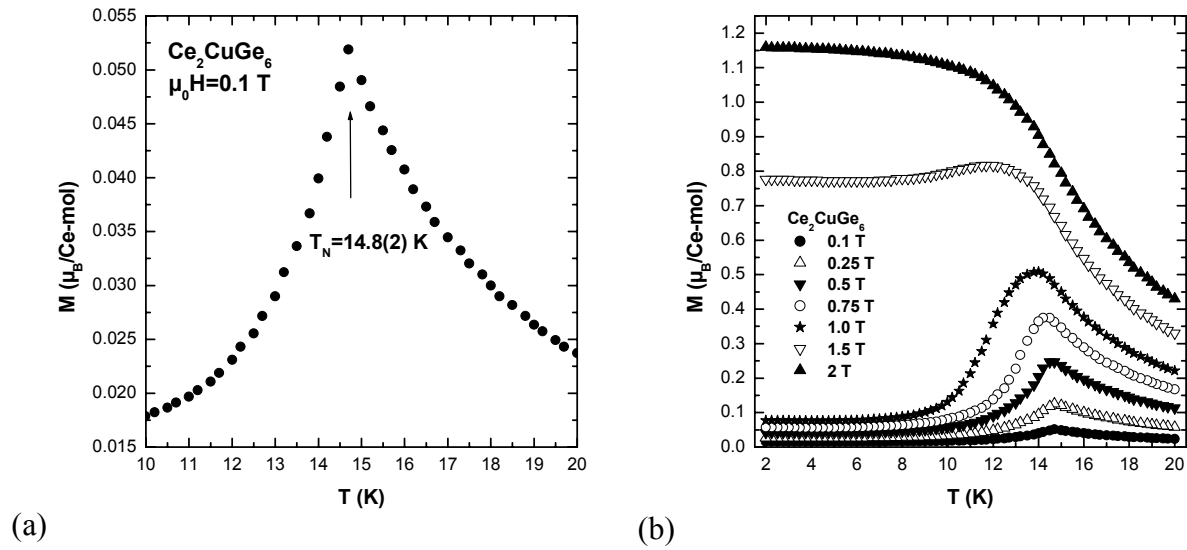 Ce₂CuGe₆
μ₀H=0.1 T
T_N=14.8(2) K
M (μ_B/Ce-mol)
0.055
0.050
0.045
0.040
0.035
0.030
0.025
0.020
0.015
10 11 12 13 14 15 16 17 18 19 20
T (K)
(a)
M (μ_B/Ce-mol)
1.2
1.1
1.0
0.9
0.8
0.7
0.6
0.5
0.4
0.3
0.2
0.1
0.0
Ce₂CuGe₆
0.1 T
0.25 T
0.5 T
0.75 T
1.0 T
1.5 T
2 T
2 4 6 8 10 12 14 16 18 20
T (K)
(b)